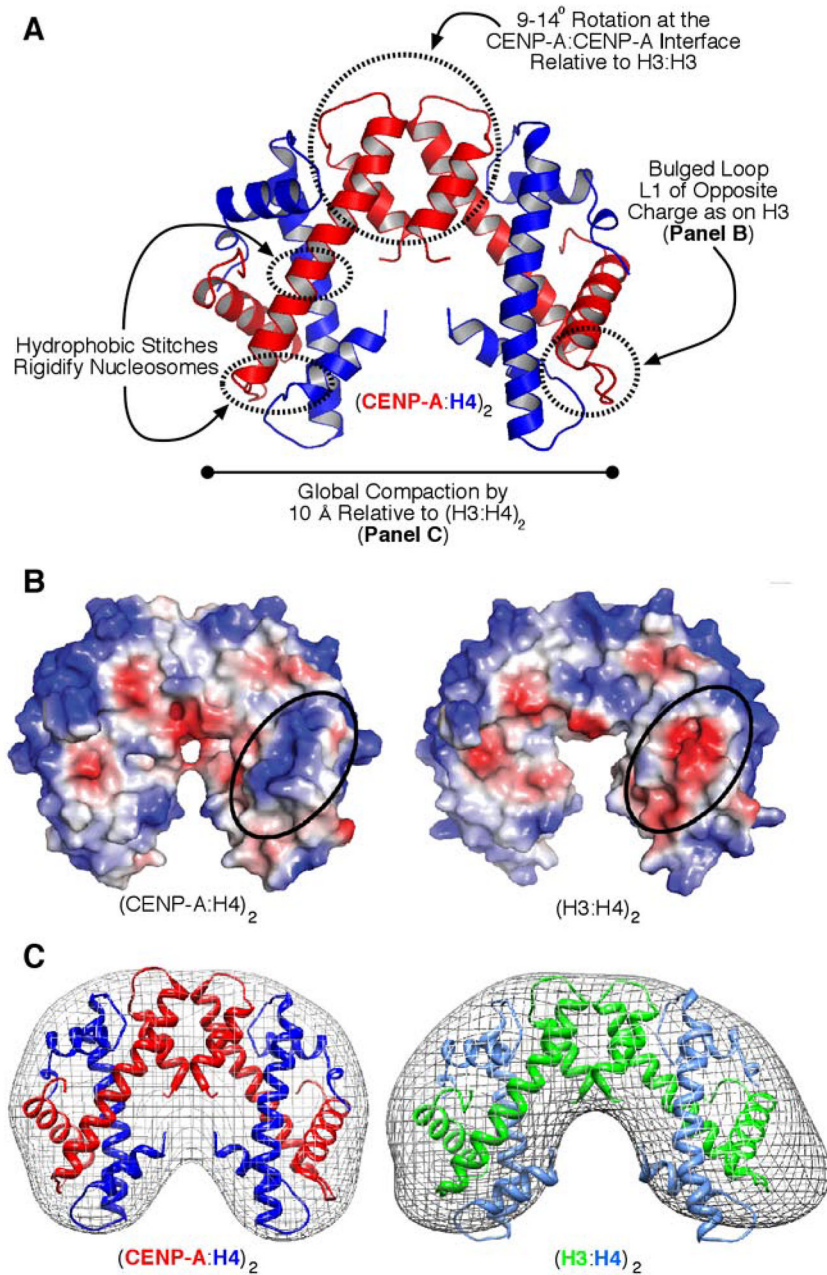 A
9-14° Rotation at the
CENP-A:CENP-A Interface
Relative to H3:H3
Bulged Loop
L1 of Opposite
Charge as on H3
(Panel B)
Hydrophobic Stitches
Rigidify Nucleosomes
(CENP-A:H4)2
Global Compaction by
10 Å Relative to (H3:H4)2
(Panel C)
B
(CENP-A:H4)2
(H3:H4)2
C
(CENP-A:H4)2
(H3:H4)2